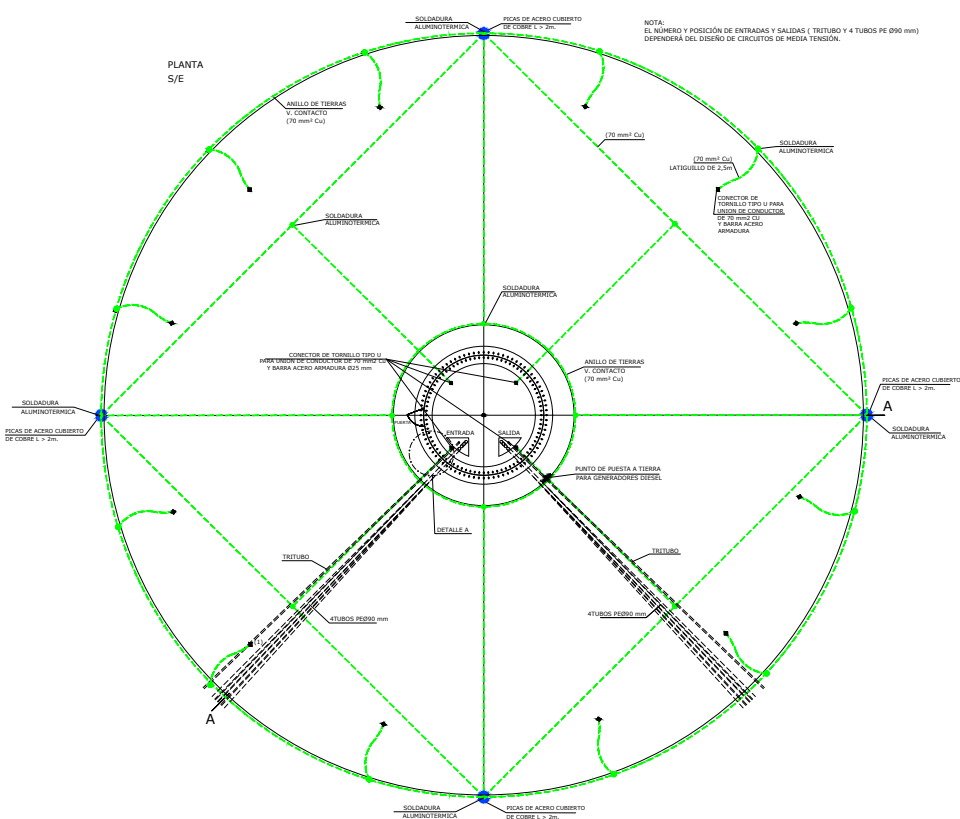 SOLDADURA
ALUMINOTERMICA
PICAS DE ACERO CUBIERTO
DE COBRE L > 2m.
NOTA:
EL NÚMERO Y POSICIÓN DE ENTRADAS Y SALIDAS ( TRITUBO Y 4 TUBOS PE Ø90 mm)
DEPENDERÁ DEL DISEÑO DE CIRCUITOS DE MEDIA TENSIÓN.
PLANTA
S/E
ANILLO DE TIERRAS
V. CONTACTO
(70 mm² Cu)
(70 mm² Cu)
SOLDADURA
ALUMINOTERMICA
(70 mm² Cu)
LATIGUILLO DE 2,5m
CONECTOR DE
TORNILLO TIPO U PARA
UNION DE CONDUCTOR
DE 70 mm2 CU
Y BARRA ACERO
ARMADURA
SOLDADURA
ALUMINOTERMICA
SOLDADURA
ALUMINOTERMICA
CONECTOR DE TORNILLO TIPO U
PARA UNION DE CONDUCTOR DE 70 mm2 CU
Y BARRA ACERO ARMADURA Ø25 mm
ANILLO DE TIERRAS
V. CONTACTO
(70 mm² Cu)
PICAS DE ACERO CUBIERTO
DE COBRE L > 2m.
A
SOLDADURA
ALUMINOTERMICA
SOLDADURA
ALUMINOTERMICA
PICAS DE ACERO CUBIERTO
DE COBRE L > 2m.
PUERTA
ENTRADA
SALIDA
PUNTO DE PUESTA A TIERRA
PARA GENERADORES DIESEL
DETALLE A
TRITUBO
TRITUBO
4TUBOS PEØ90 mm
4TUBOS PEØ90 mm
(1)
A
SOLDADURA
ALUMINOTERMICA
PICAS DE ACERO CUBIERTO
DE COBRE L > 2m.